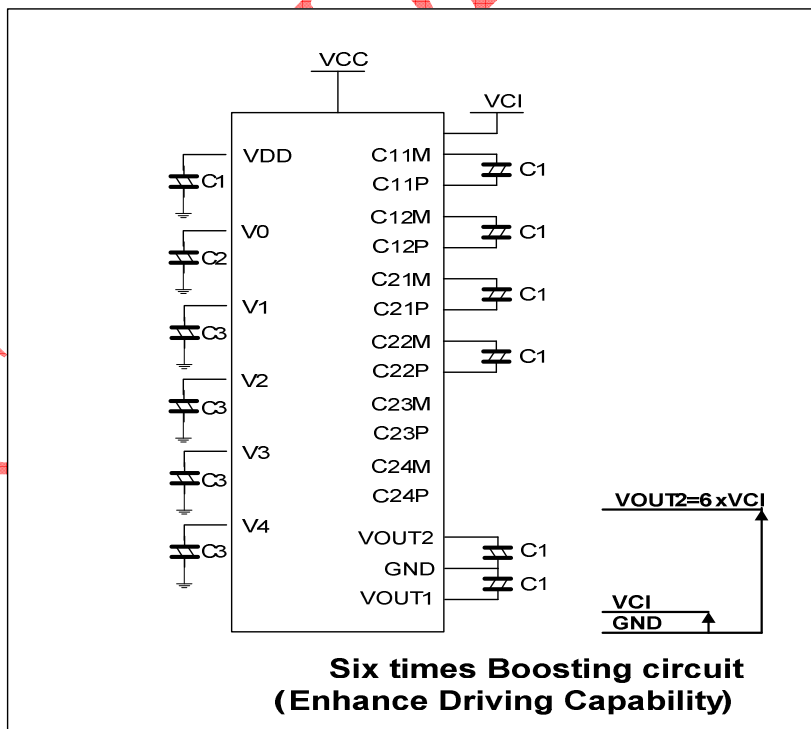 VCC
VCI
VDD
C1
V0
C2
V1
C3
V2
C3
V3
C3
V4
C3
C11M
C11P
C1
C12M
C12P
C1
C21M
C21P
C1
C22M
C22P
C1
C23M
C23P
C24M
C24P
VOUT2
GND
VOUT1
C1
C1
VOUT2=6 xVCI
VCI
GND
Six times Boosting circuit
(Enhance Driving Capability)